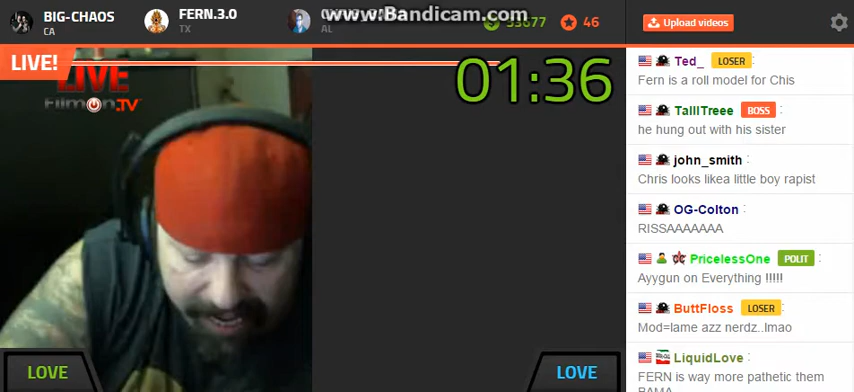 BIG-CHAOS
CA
FERN.3.0
TX
AL
www.Bandicam.com
46
Upload videos
LIVE!
LIVE
FilmOn.TV
01:36
Ted_ LOSER :
Fern is a roll model for Chis
TallITreee BOSS :
he hung out with his sister
john_smith :
Chris looks likea little boy rapist
OG-Colton :
RISSAAAAAAA
PricelessOne POLIT :
Ayygun on Everything !!!!!
ButtFloss LOSER :
Mod=lame azz nerdz..lmao
LiquidLove :
FERN is way more pathetic them
BAMA
LOVE
LOVE